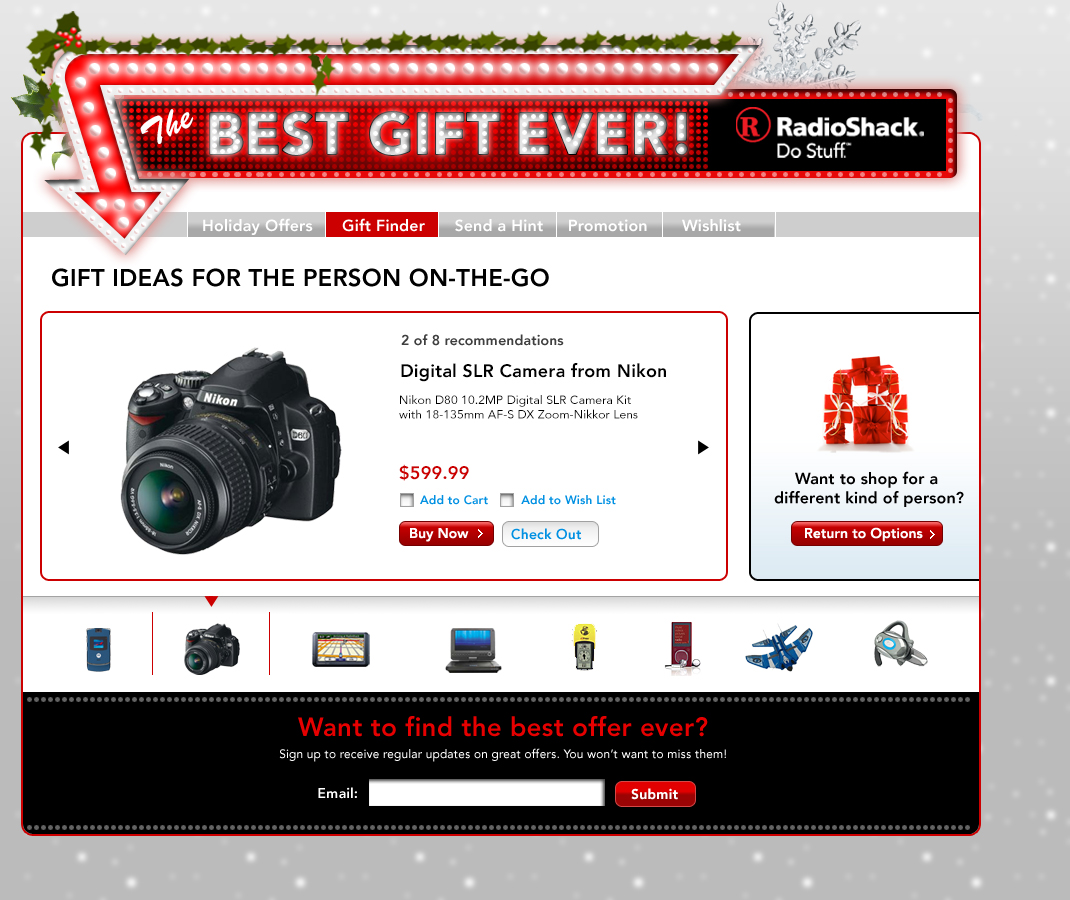 The BEST GIFT EVER!
R RadioShack.
Do Stuff.™
Holiday Offers
Gift Finder
Send a Hint
Promotion
Wishlist
GIFT IDEAS FOR THE PERSON ON-THE-GO
2 of 8 recommendations
Digital SLR Camera from Nikon
Nikon D80 10.2MP Digital SLR Camera Kit
with 18-135mm AF-S DX Zoom-Nikkor Lens
$599.99
Add to Cart
Add to Wish List
Buy Now
Check Out
Nikon
D60
Nikon
Want to shop for a
different kind of person?
Return to Options
Want to find the best offer ever?
Sign up to receive regular updates on great offers. You won't want to miss them!
Email:
Submit